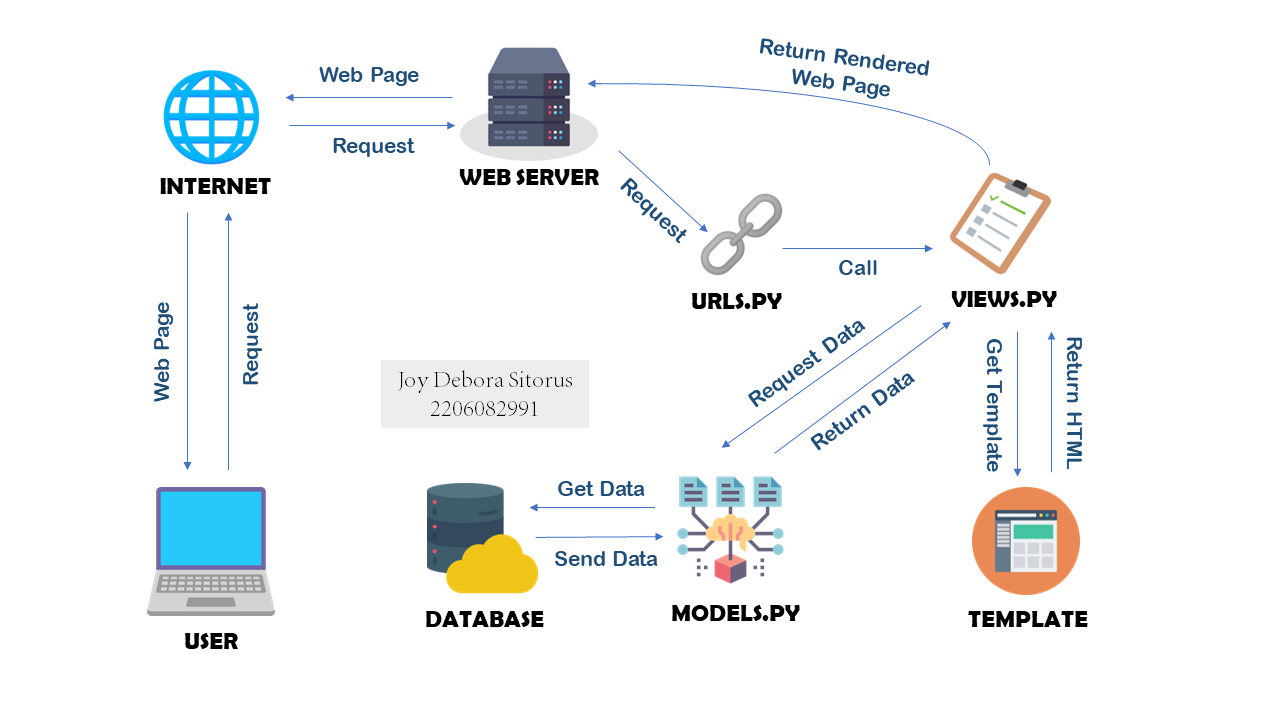 Return Rendered
Web Page
Web Page
Request
INTERNET
WEB SERVER
Request
Call
URLS.PY
VIEWS.PY
Web Page
Request
Request Data
Return Data
Get Template
Return HTML
Joy Debora Sitorus
2206082991
Get Data
Send Data
DATABASE
MODELS.PY
TEMPLATE
USER